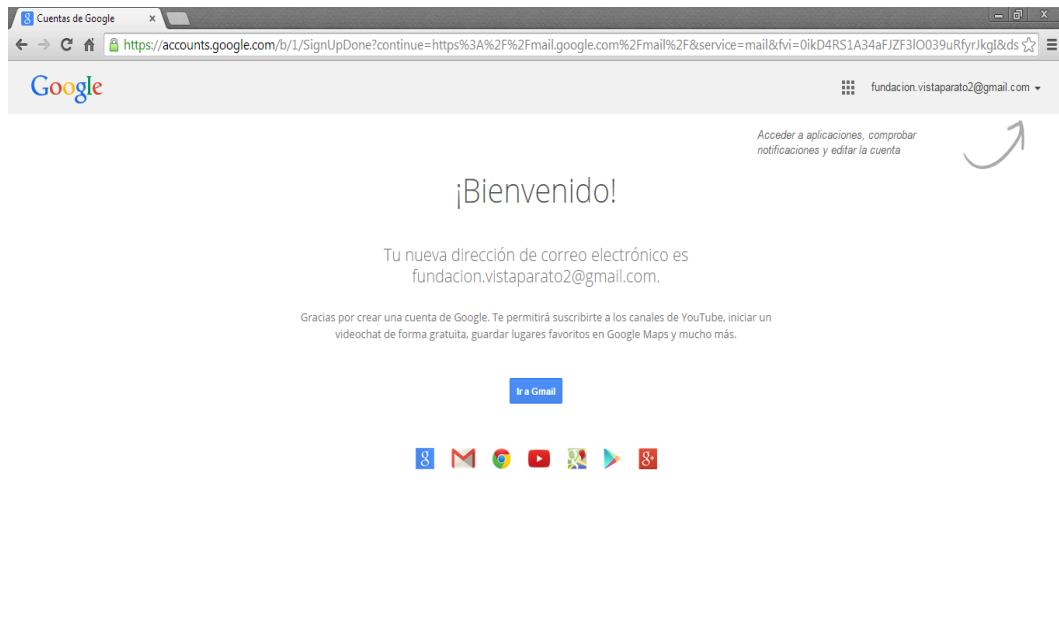 8 Cuentas de Google x
https://accounts.google.com/b/1/SignUpDone?continue=https%3A%2F%2Fmail.google.com%2Fmail%2F&service=mail&fvi=0ikD4RS1A34aFJZF3lO039uRfyrJkgI&ds
Google fundacion.vistaparato2@gmail.com
Acceder a aplicaciones, comprobar
notificaciones y editar la cuenta
¡Bienvenido!
Tu nueva dirección de correo electrónico es
fundacion.vistaparato2@gmail.com.
Gracias por crear una cuenta de Google. Te permitirá suscribirte a los canales de YouTube, iniciar un
videochat de forma gratuita, guardar lugares favoritos en Google Maps y mucho más.
Ir a Gmail
8 8+